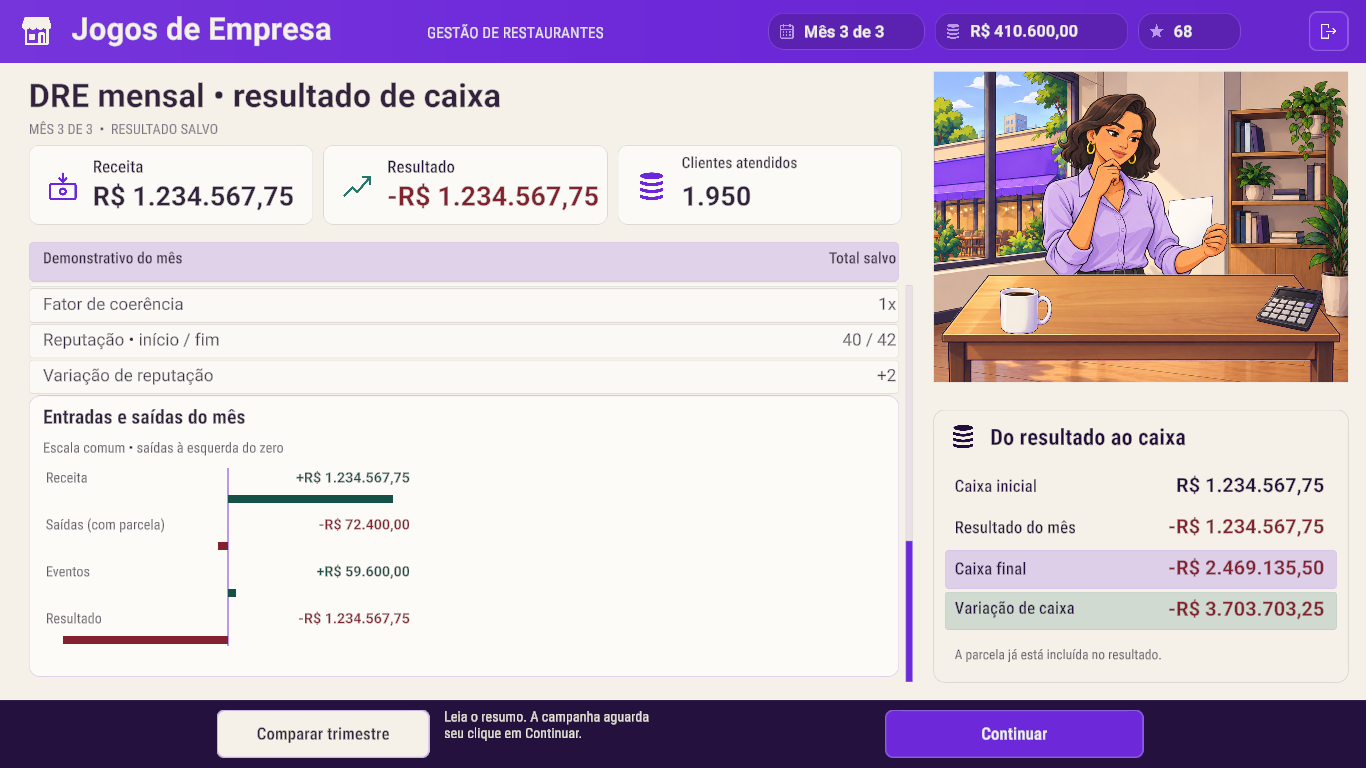 Jogos de Empresa
GESTÃO DE RESTAURANTES
Mês 3 de 3
R$ 410.600,00
68
DRE mensal • resultado de caixa
MÊS 3 DE 3 • RESULTADO SALVO
Receita
R$ 1.234.567,75
Resultado
-R$ 1.234.567,75
Clientes atendidos
1.950
Demonstrativo do mês Total salvo
Fator de coerência 1x
Reputação • início / fim 40 / 42
Variação de reputação +2
Entradas e saídas do mês
Escala comum • saídas à esquerda do zero
Receita +R$ 1.234.567,75
Saídas (com parcela) -R$ 72.400,00
Eventos +R$ 59.600,00
Resultado -R$ 1.234.567,75
Do resultado ao caixa
Caixa inicial R$ 1.234.567,75
Resultado do mês -R$ 1.234.567,75
Caixa final -R$ 2.469.135,50
Variação de caixa -R$ 3.703.703,25
A parcela já está incluída no resultado.
Comparar trimestre
Leia o resumo. A campanha aguarda
seu clique em Continuar.
Continuar